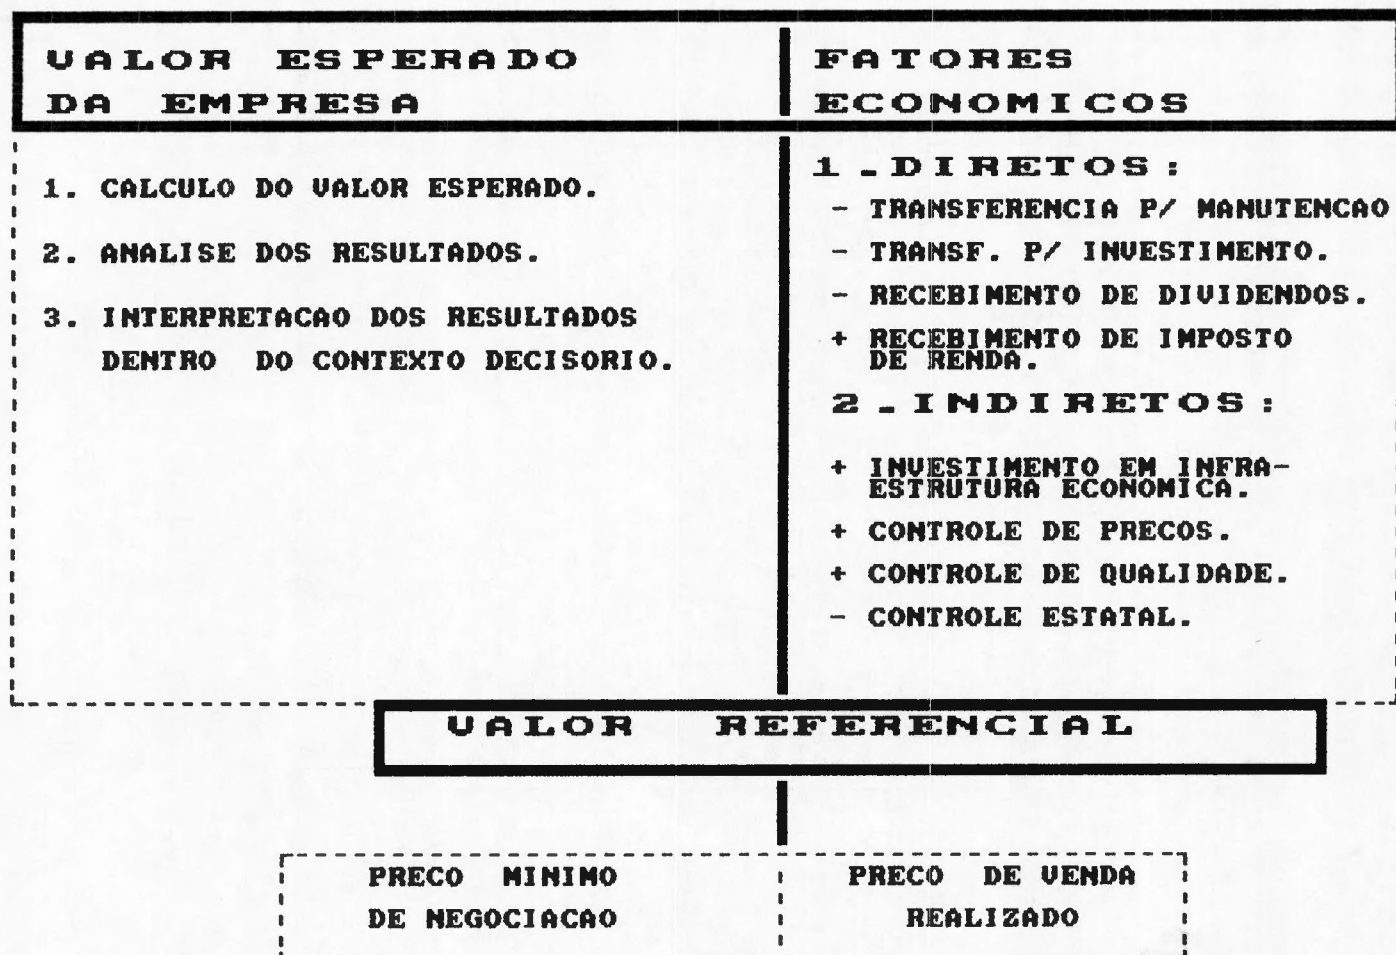 VALOR ESPERADO
DA EMPRESA
1. CALCULO DO VALOR ESPERADO.
2. ANALISE DOS RESULTADOS.
3. INTERPRETACAO DOS RESULTADOS
DENTRO DO CONTEXTO DECISORIO.
FATORES
ECONOMICOS
1.DIRETOS:
- TRANSFERENCIA P/ MANUTENCAO
- TRANSF. P/ INVESTIMENTO.
- RECEBIMENTO DE DIVIDENDOS.
+ RECEBIMENTO DE IMPOSTO
DE RENDA.
2.INDIRETOS:
+ INVESTIMENTO EM INFRA-
ESTRUTURA ECONOMICA.
+ CONTROLE DE PRECOS.
+ CONTROLE DE QUALIDADE.
- CONTROLE ESTATAL.
VALOR REFERENCIAL
PRECO MINIMO
DE NEGOCIACAO
PRECO DE VENDA
REALIZADO